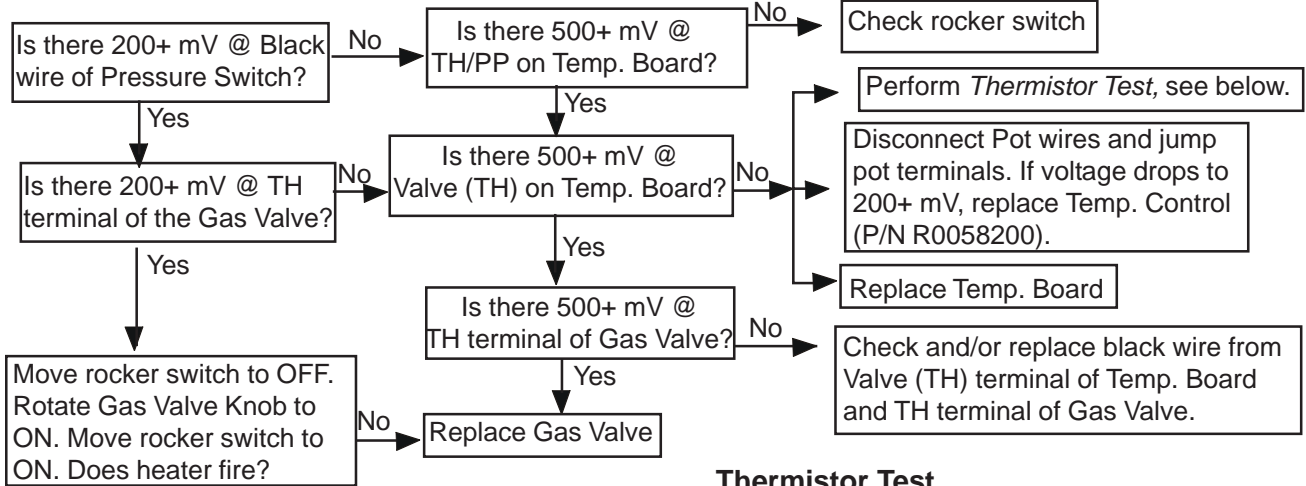 Is there 200+ mV @ Black
wire of Pressure Switch?
No
Is there 500+ mV @
TH/PP on Temp. Board?
No
Check rocker switch
Yes
Yes
Is there 200+ mV @ TH
terminal of the Gas Valve?
No
Is there 500+ mV @
Valve (TH) on Temp. Board?
No
Perform Thermistor Test, see below.
Disconnect Pot wires and jump
pot terminals. If voltage drops to
200+ mV, replace Temp. Control
(P/N R0058200).
Replace Temp. Board
Yes
Yes
Is there 500+ mV @
TH terminal of Gas Valve?
No
Check and/or replace black wire from
Valve (TH) terminal of Temp. Board
and TH terminal of Gas Valve.
Yes
Move rocker switch to OFF.
Rotate Gas Valve Knob to
ON. Move rocker switch to
ON. Does heater fire?
No
Replace Gas Valve
Thermistor Test